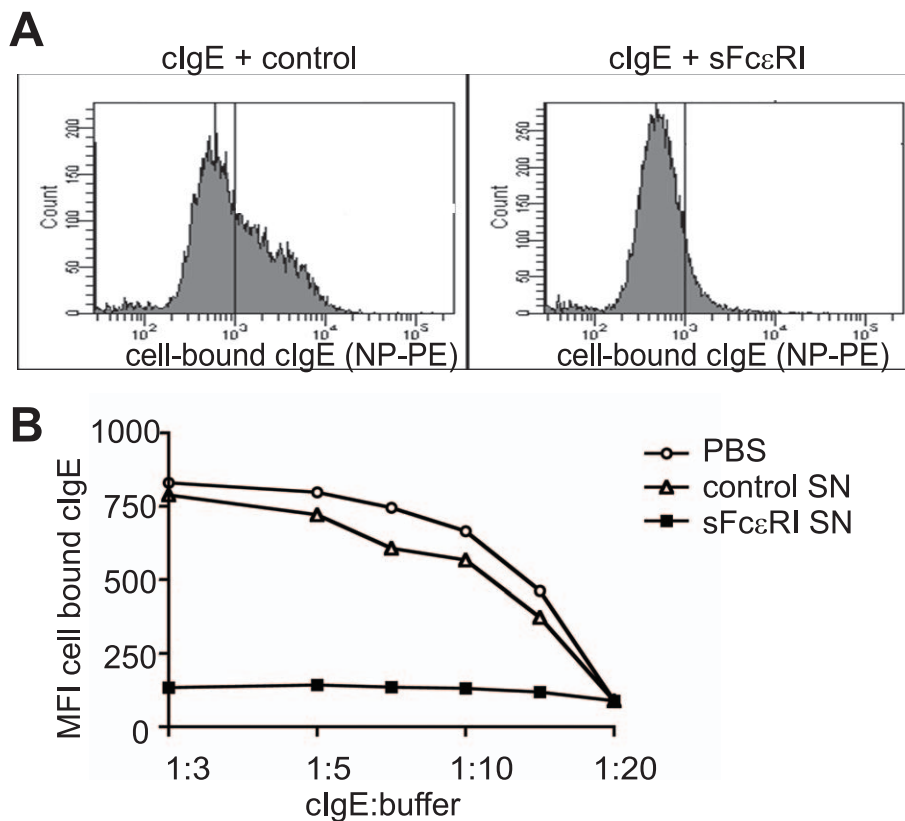 A
cIgE + control
cIgE + sFcεRI
Count
200
150
100
50
0
10² 10³ 10⁴ 10⁵
cell-bound cIgE (NP-PE)
Count
250
200
150
100
50
0
10² 10³ 10⁴ 10⁵
cell-bound cIgE (NP-PE)
B
MFI cell bound cIgE
1000
750
500
250
0
1:3 1:5 1:10 1:20
cIgE:buffer
PBS
control SN
sFcεRI SN